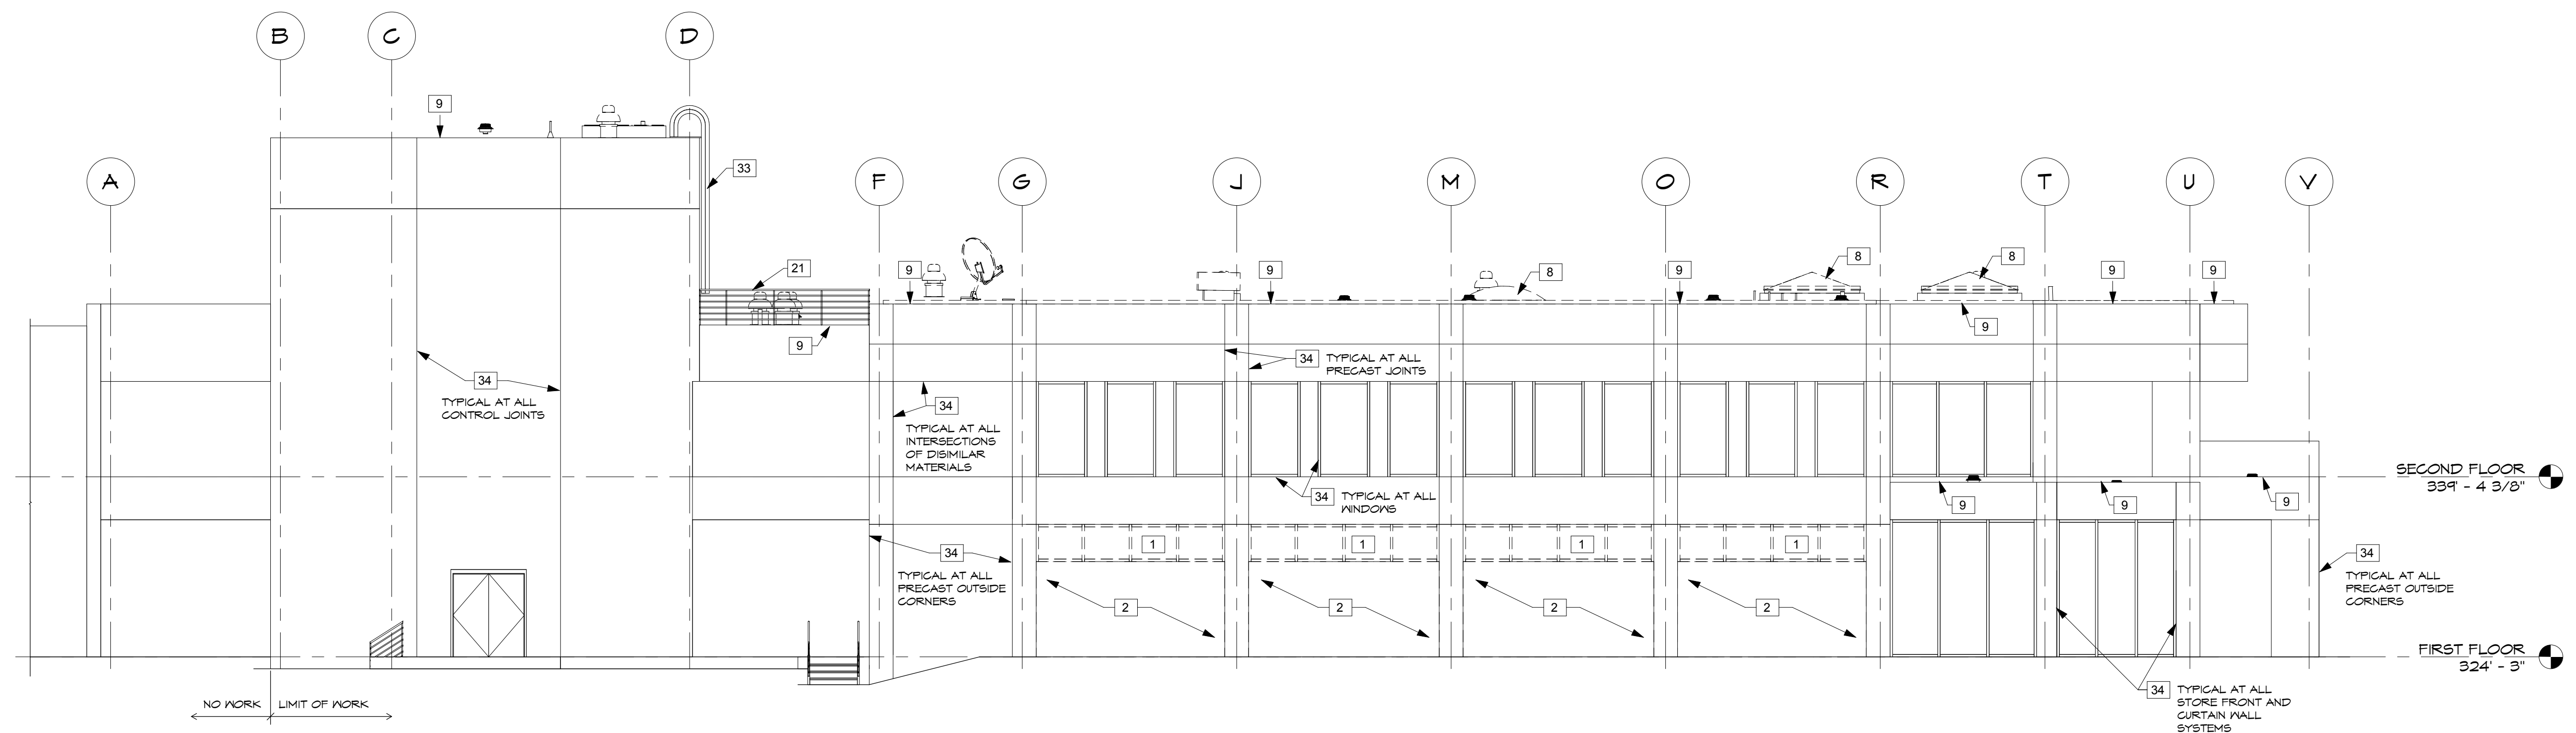 B
C
D
9
33
A
F
G
J
M
O
R
T
U
V
21
9
9
8
9
8
8
9
9
9
9
34
TYPICAL AT ALL
CONTROL JOINTS
34
TYPICAL AT ALL
PRECAST JOINTS
34
TYPICAL AT ALL
INTERSECTIONS
OF DISIMILAR
MATERIALS
34
TYPICAL AT ALL
WINDOWS
SECOND FLOOR
339' - 4 3/8"
9
9
9
34
TYPICAL AT ALL
PRECAST OUTSIDE
CORNERS
1
1
1
1
34
TYPICAL AT ALL
PRECAST OUTSIDE
CORNERS
2
2
2
2
FIRST FLOOR
324' - 3"
34
TYPICAL AT ALL
STORE FRONT AND
CURTAIN WALL
SYSTEMS
NO WORK
LIMIT OF WORK